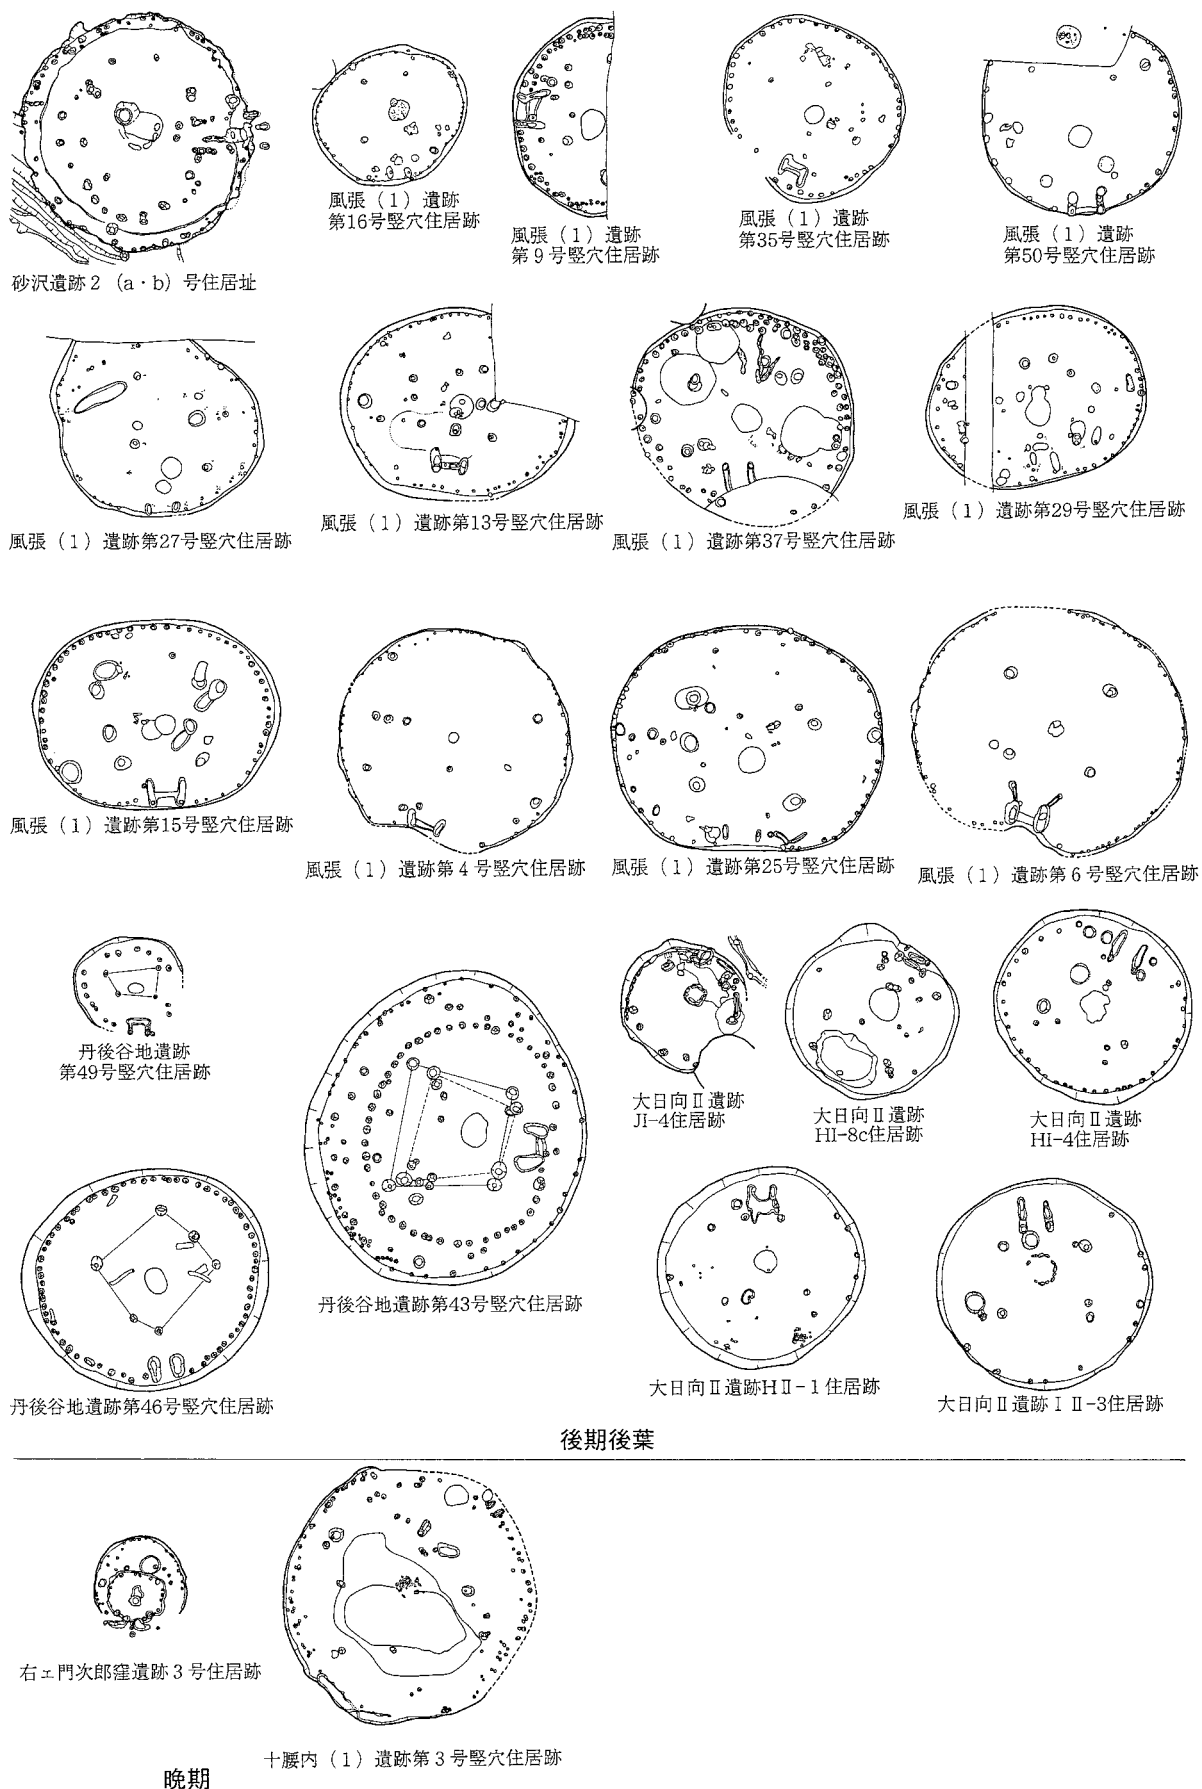 砂沢遺跡2（a・b）号住居址
風張（1）遺跡
第16号竪穴住居跡
風張（1）遺跡
第9号竪穴住居跡
風張（1）遺跡
第35号竪穴住居跡
風張（1）遺跡
第50号竪穴住居跡
風張（1）遺跡第27号竪穴住居跡
風張（1）遺跡第13号竪穴住居跡
風張（1）遺跡第37号竪穴住居跡
風張（1）遺跡第29号竪穴住居跡
風張（1）遺跡第15号竪穴住居跡
風張（1）遺跡第4号竪穴住居跡
風張（1）遺跡第25号竪穴住居跡
風張（1）遺跡第6号竪穴住居跡
丹後谷地遺跡
第49号竪穴住居跡
丹後谷地遺跡第46号竪穴住居跡
丹後谷地遺跡第43号竪穴住居跡
大日向Ⅱ遺跡
JI-4住居跡
大日向Ⅱ遺跡
HI-8c住居跡
大日向Ⅱ遺跡
Hi-4住居跡
大日向Ⅱ遺跡HⅡ-1住居跡
大日向Ⅱ遺跡ⅠⅡ-3住居跡
後期後葉
右ェ門次郎窪遺跡3号住居跡
十腰内（1）遺跡第3号竪穴住居跡
晩期